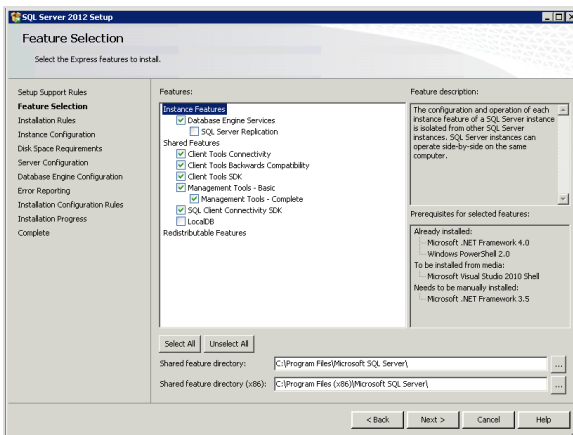 SQL Server 2012 Setup
Feature Selection
Select the Express features to install.
Setup Support Rules
Feature Selection
Installation Rules
Instance Configuration
Disk Space Requirements
Server Configuration
Database Engine Configuration
Error Reporting
Installation Configuration Rules
Installation Progress
Complete
Features:
Instance Features
Database Engine Services
SQL Server Replication
Shared Features
Client Tools Connectivity
Client Tools Backwards Compatibility
Client Tools SDK
Management Tools - Basic
Management Tools - Complete
SQL Client Connectivity SDK
LocalDB
Redistributable Features
Feature description:
The configuration and operation of each
instance feature of a SQL Server instance
is isolated from other SQL Server
instances. SQL Server instances can
operate side-by-side on the same
computer.
Prerequisites for selected features:
Already installed:
Microsoft .NET Framework 4.0
Windows PowerShell 2.0
To be installed from media:
Microsoft Visual Studio 2010 Shell
Needs to be manually installed:
Microsoft .NET Framework 3.5
Select All
Unselect All
Shared feature directory:
C:\Program Files\Microsoft SQL Server\
...
Shared feature directory (x86):
C:\Program Files (x86)\Microsoft SQL Server\
...
< Back
Next >
Cancel
Help